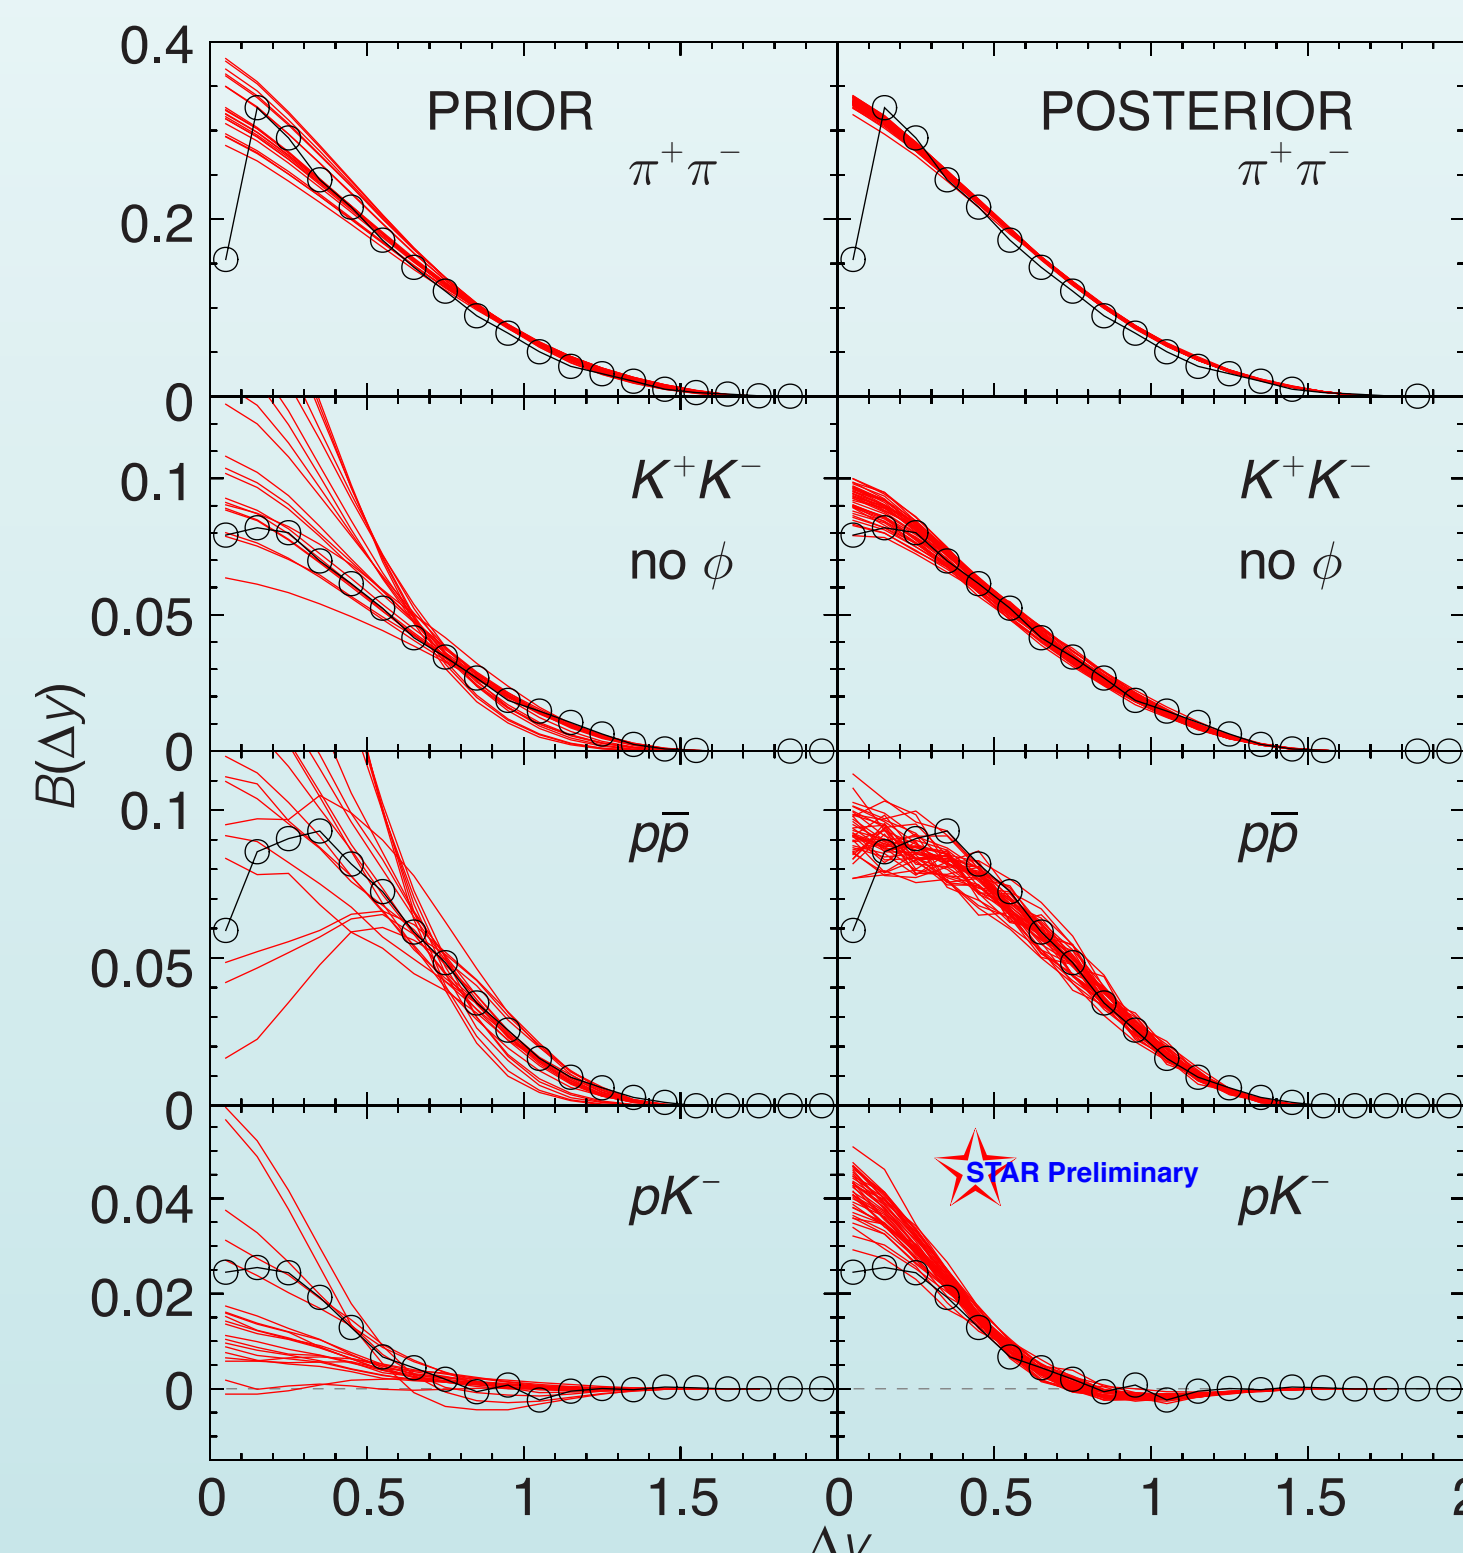 PRIOR
POSTERIOR
π⁺π⁻
π⁺π⁻
0.4
0.2
0
K⁺K⁻
no ϕ
K⁺K⁻
no ϕ
0.1
0.05
0
B(Δy)
pp̅
pp̅
0.1
0.05
0
STAR Preliminary
pK⁻
pK⁻
0.04
0.02
0
0 0.5 1 1.5 0 0.5 1 1.5
Δy